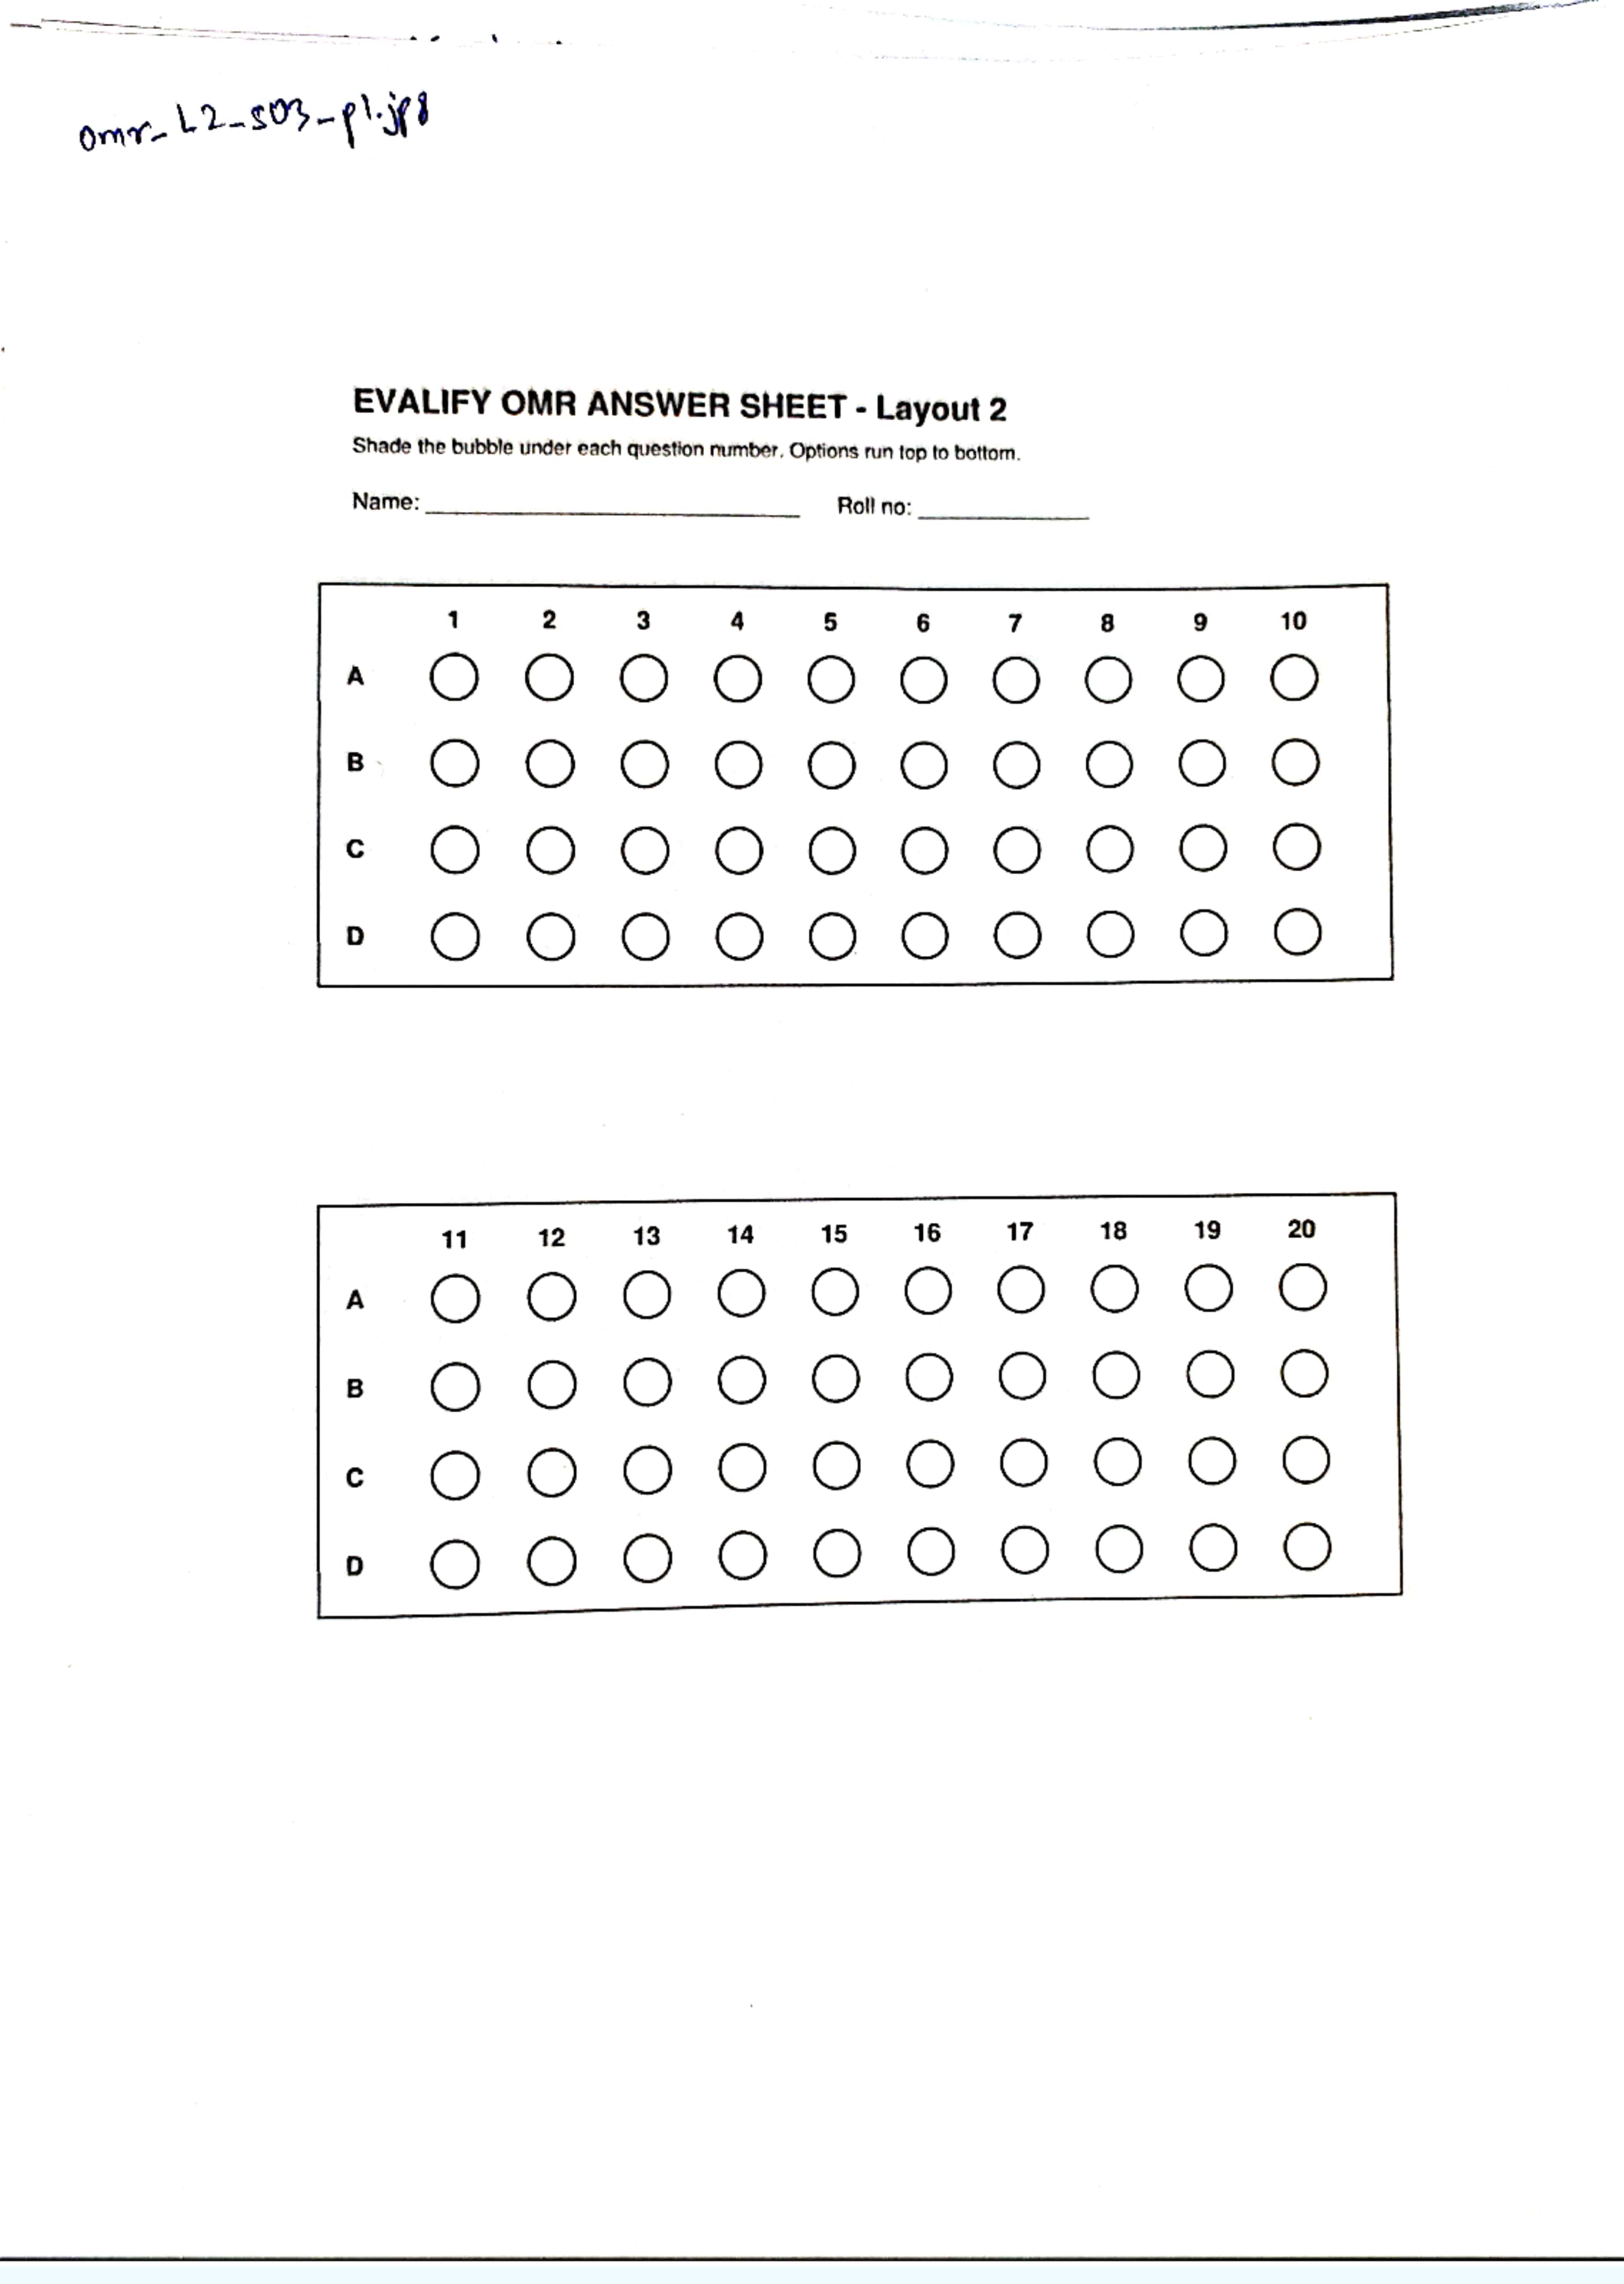 omr_L2_S03_p1.jpg
EVALIFY OMR ANSWER SHEET - Layout 2
Shade the bubble under each question number. Options run top to bottom.
Name: Roll no:
1 2 3 4 5 6 7 8 9 10
A
B
C
D
11 12 13 14 15 16 17 18 19 20
A
B
C
D